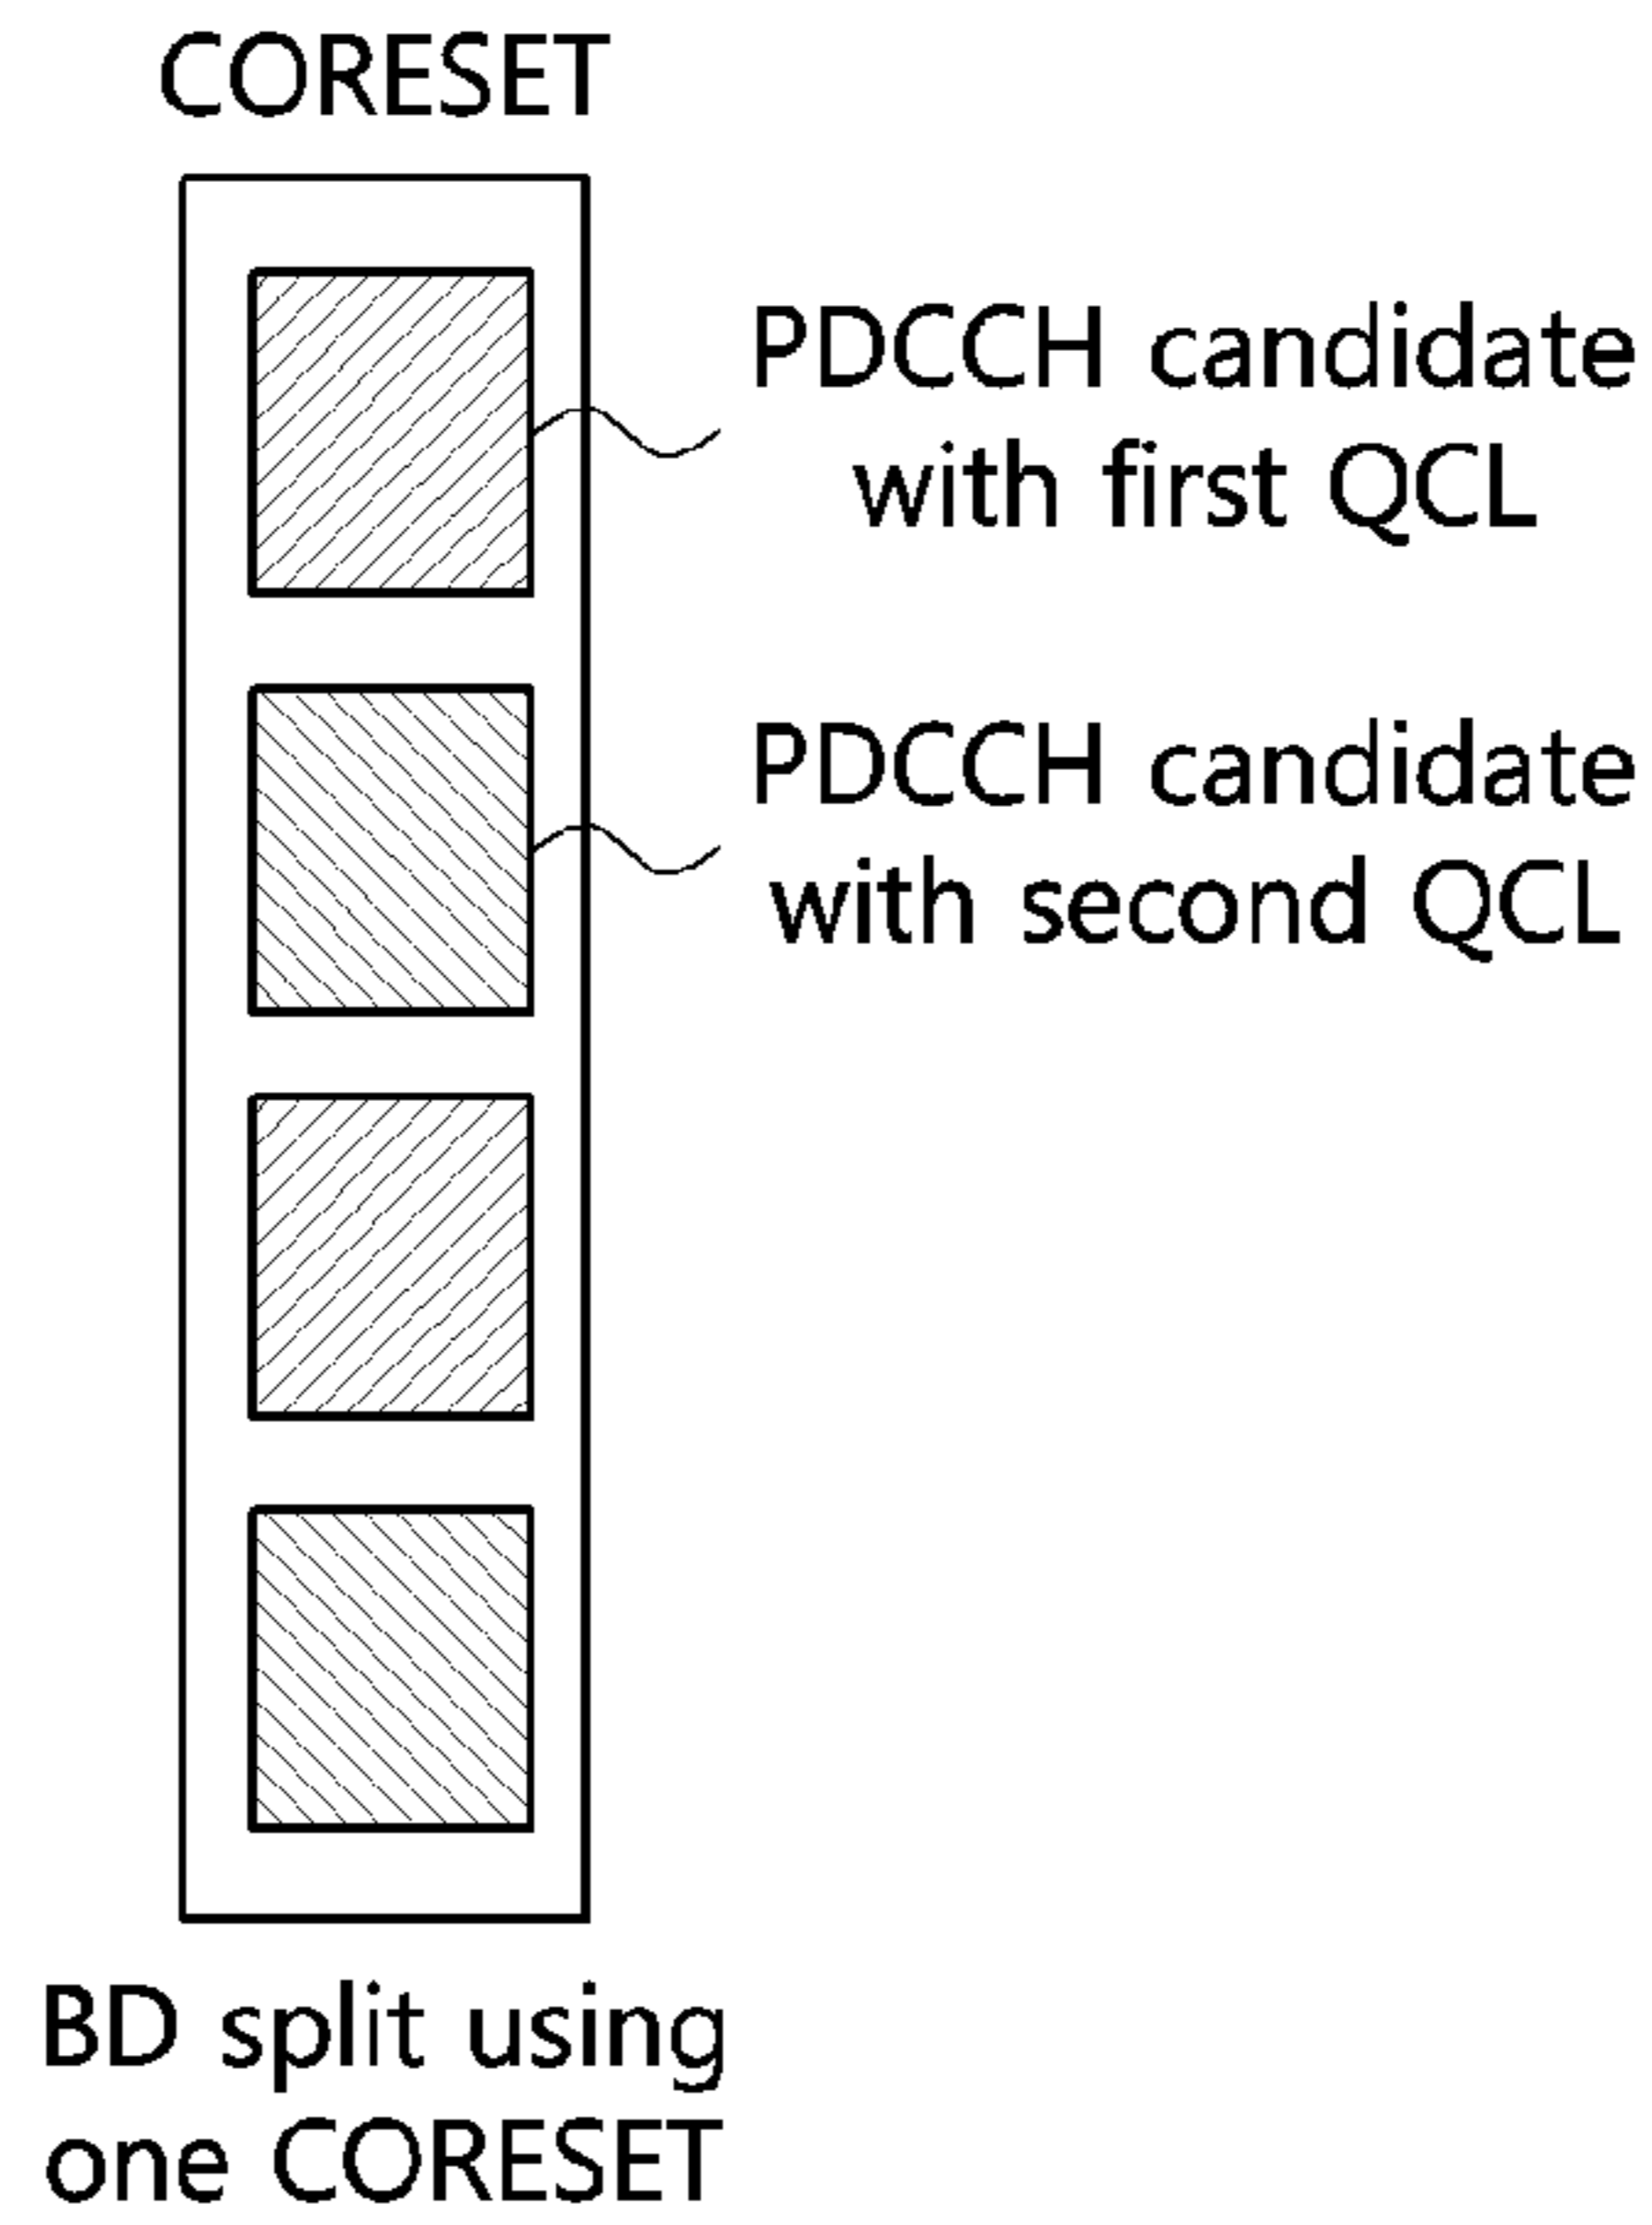 CORESET
PDCCH candidate
with first QCL
PDCCH candidate
with second QCL
BD split using
one CORESET